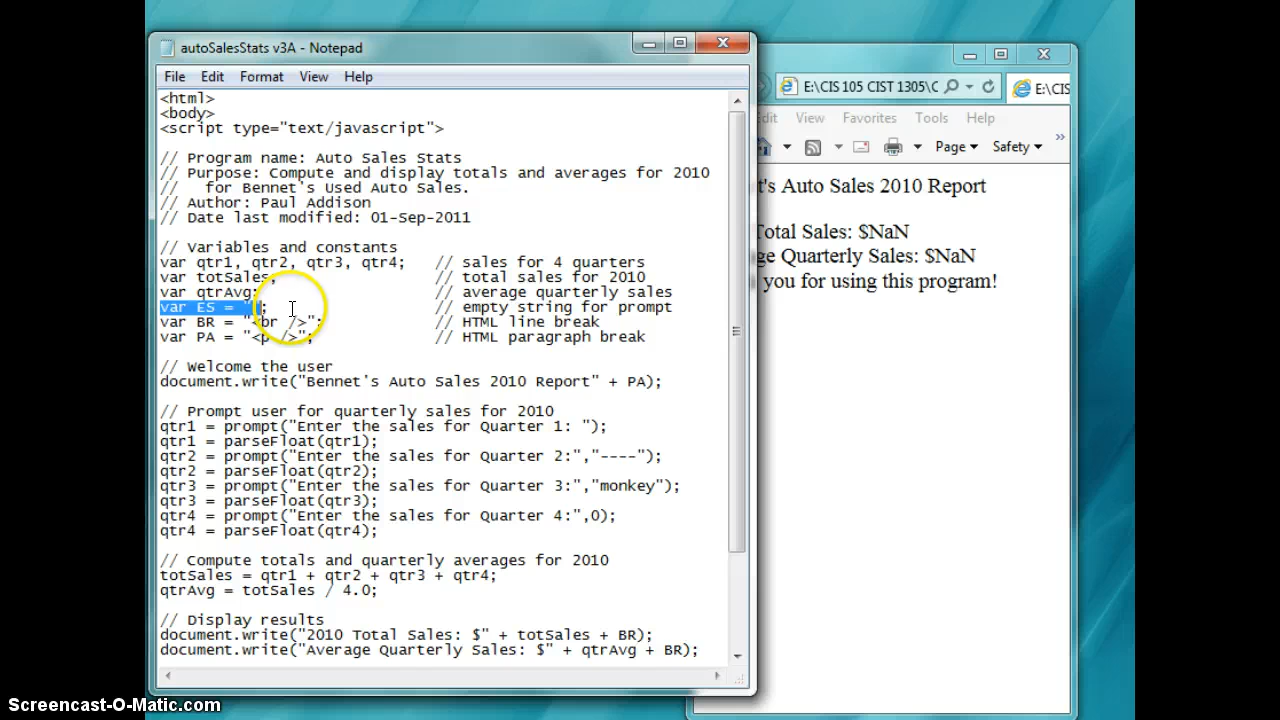 autoSalesStats v3A - Notepad
File Edit Format View Help
<html>
<body>
<script type="text/javascript">
// Program name: Auto Sales Stats
// Purpose: Compute and display totals and averages for 2010
// for Bennet's Used Auto Sales.
// Author: Paul Addison
// Date last modified: 01-Sep-2011
// Variables and constants
var qtr1, qtr2, qtr3, qtr4; // sales for 4 quarters
var totSales; // total sales for 2010
var qtrAvg; // average quarterly sales
var ES = ""; // empty string for prompt
var BR = "<br />"; // HTML line break
var PA = "<p />"; // HTML paragraph break
// Welcome the user
document.write("Bennet's Auto Sales 2010 Report" + PA);
// Prompt user for quarterly sales for 2010
qtr1 = prompt("Enter the sales for Quarter 1: ");
qtr1 = parseFloat(qtr1);
qtr2 = prompt("Enter the sales for Quarter 2:","----");
qtr2 = parseFloat(qtr2);
qtr3 = prompt("Enter the sales for Quarter 3:","monkey");
qtr3 = parseFloat(qtr3);
qtr4 = prompt("Enter the sales for Quarter 4:",0);
qtr4 = parseFloat(qtr4);
// Compute totals and quarterly averages for 2010
totSales = qtr1 + qtr2 + qtr3 + qtr4;
qtrAvg = totSales / 4.0;
// Display results
document.write("2010 Total Sales: $" + totSales + BR);
document.write("Average Quarterly Sales: $" + qtrAvg + BR);
E:\CIS 105 CIST 1305\C
E:\CIS
dit View Favorites Tools Help
Page Safety
t's Auto Sales 2010 Report
Total Sales: $NaN
ge Quarterly Sales: $NaN
you for using this program!
Screencast-O-Matic.com